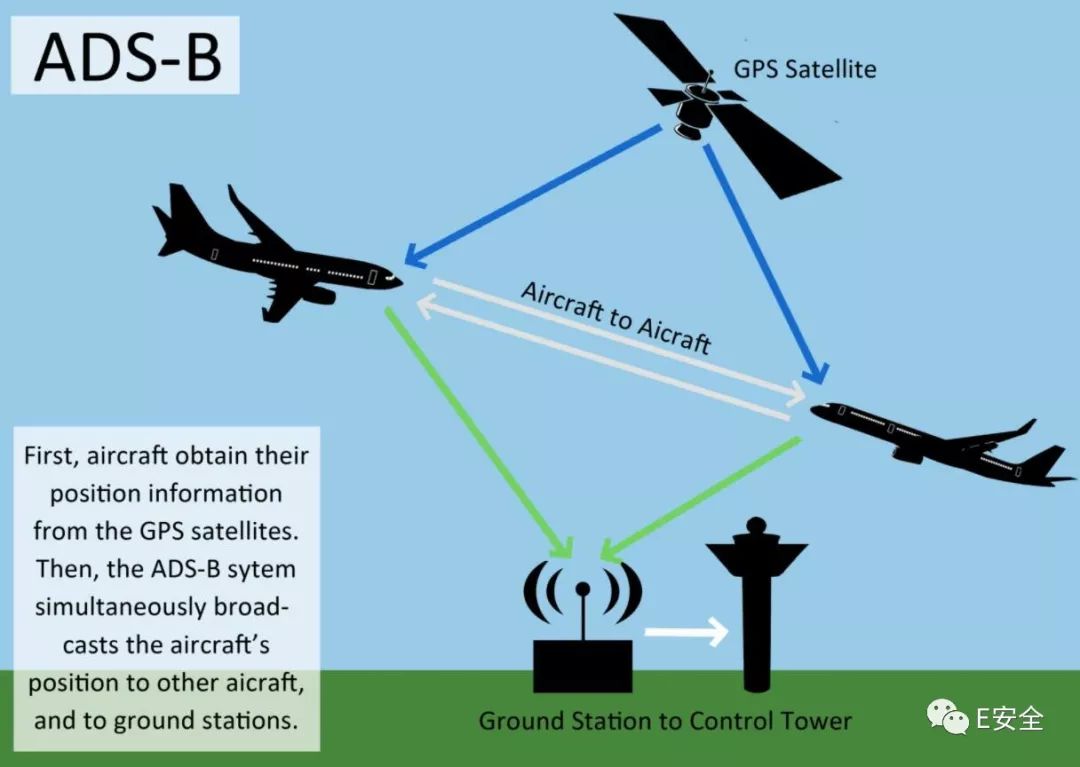 ADS-B
GPS Satellite
Aircraft to Aicraft
First, aircraft obtain their
position information
from the GPS satellites.
Then, the ADS-B sytem
simultaneously broad-
casts the aircraft’s
position to other aicraft,
and to ground stations.
Ground Station to Control Tower
E安全